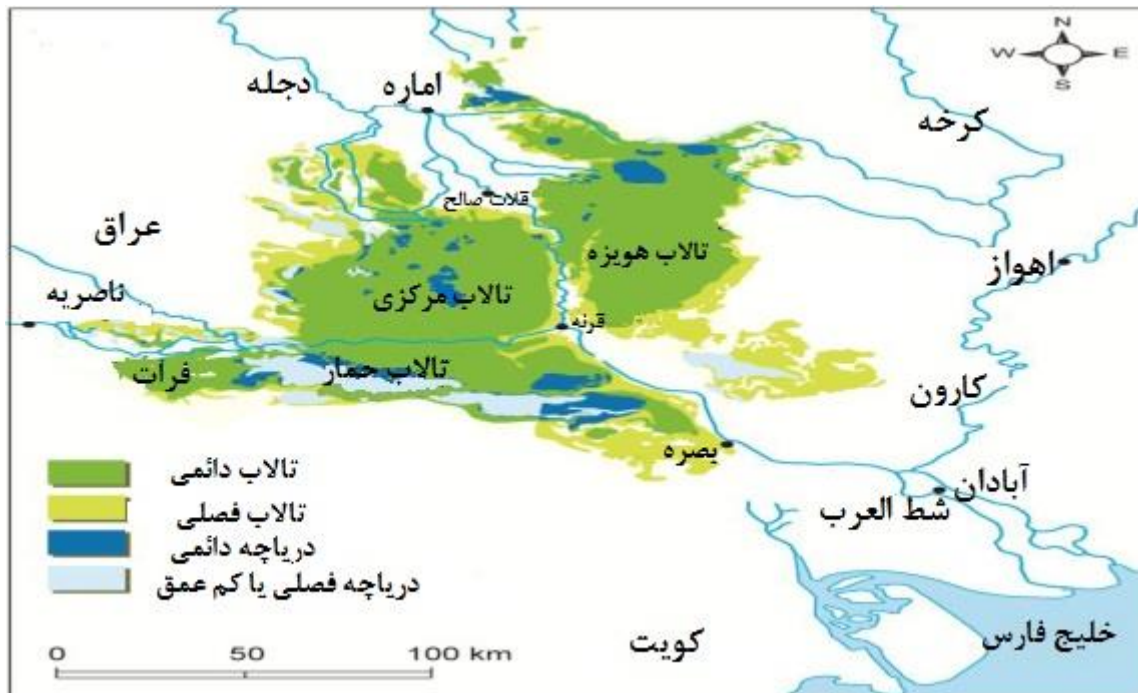 N
W E
S
دجله
اماره
کرخه
قلات صالح
عراق
تالاب هویزه
اهواز
تالاب مرکزی
ناصریه
قرنه
تالاب حمار
فرات
کارون
بصره
آبادان
شط العرب
تالاب دائمی
تالاب فصلی
دریاچه دائمی
دریاچه فصلی یا کم عمق
خلیج فارس
کویت
0 50 100 km